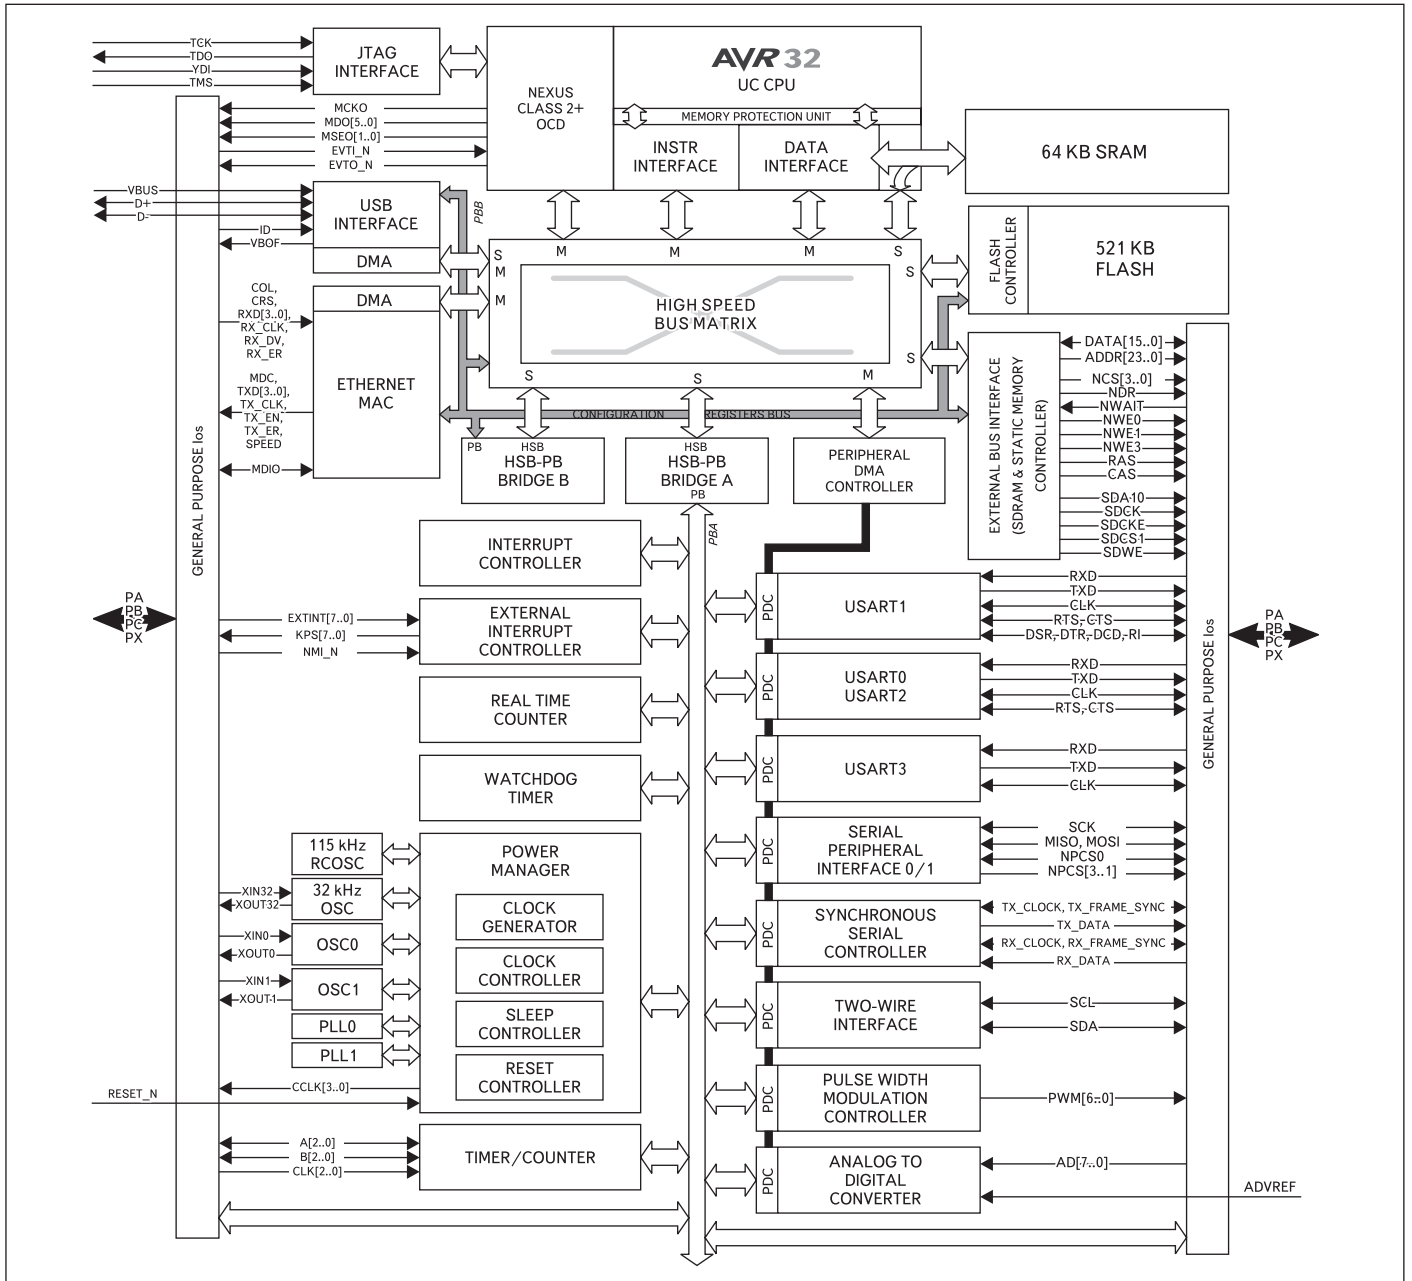 TCK
TDO
YDI
TMS
JTAG
INTERFACE
NEXUS
CLASS 2+
OCD
AVR32
UC CPU
MEMORY PROTECTION UNIT
INSTR
INTERFACE
DATA
INTERFACE
64 KB SRAM
MCKO
MDO[5..0]
MSEO[1..0]
EVTI_N
EVTO_N
VBUS
D+
D-
ID
VBOF
USB
INTERFACE
DMA
PBB
M
M
M
S
S
M
M
S
S
S
S
M
HIGH SPEED
BUS MATRIX
FLASH
CONTROLLER
521 KB
FLASH
COL,
CRS,
RXD[3..0],
RX_CLK,
RX_DV,
RX_ER
MDC,
TXD[3..0],
TX_CLK,
TX_EN,
TX_ER,
SPEED
MDIO
DMA
ETHERNET
MAC
CONFIGURATION REGISTERS BUS
PB
HSB
HSB-PB
BRIDGE B
HSB
HSB-PB
BRIDGE A
PB
PERIPHERAL
DMA
CONTROLLER
EXTERNAL BUS INTERFACE
(SDRAM & STATIC MEMORY
CONTROLLER)
DATA[15..0]
ADDR[23..0]
NCS[3..0]
NDR
NWAIT
NWE0
NWE1
NWE3
RAS
CAS
SDA10
SDCK
SDCKE
SDCS1
SDWE
GENERAL PURPOSE Ios
PA
PB
PC
PX
GENERAL PURPOSE Ios
PA
PB
PC
PX
PBA
INTERRUPT
CONTROLLER
EXTINT[7..0]
KPS[7..0]
NMI_N
EXTERNAL
INTERRUPT
CONTROLLER
REAL TIME
COUNTER
WATCHDOG
TIMER
115 kHz
RCOSC
XIN32
XOUT32
32 kHz
OSC
XIN0
XOUT0
OSC0
XIN1
XOUT1
OSC1
PLL0
PLL1
POWER
MANAGER
CLOCK
GENERATOR
CLOCK
CONTROLLER
SLEEP
CONTROLLER
RESET
CONTROLLER
CCLK[3..0]
RESET_N
A[2..0]
B[2..0]
CLK[2..0]
TIMER/COUNTER
PDC
USART1
RXD
TXD
CLK
RTS, CTS
DSR, DTR, DCD, RI
PDC
USART0
USART2
RXD
TXD
CLK
RTS, CTS
PDC
USART3
RXD
TXD
CLK
PDC
SERIAL
PERIPHERAL
INTERFACE 0/1
SCK
MISO, MOSI
NPCS0
NPCS[3..1]
PDC
SYNCHRONOUS
SERIAL
CONTROLLER
TX_CLOCK, TX_FRAME_SYNC
TX_DATA
RX_CLOCK, RX_FRAME_SYNC
RX_DATA
PDC
TWO-WIRE
INTERFACE
SCL
SDA
PDC
PULSE WIDTH
MODULATION
CONTROLLER
PWM[6..0]
PDC
ANALOG TO
DIGITAL
CONVERTER
AD[7..0]
ADVREF